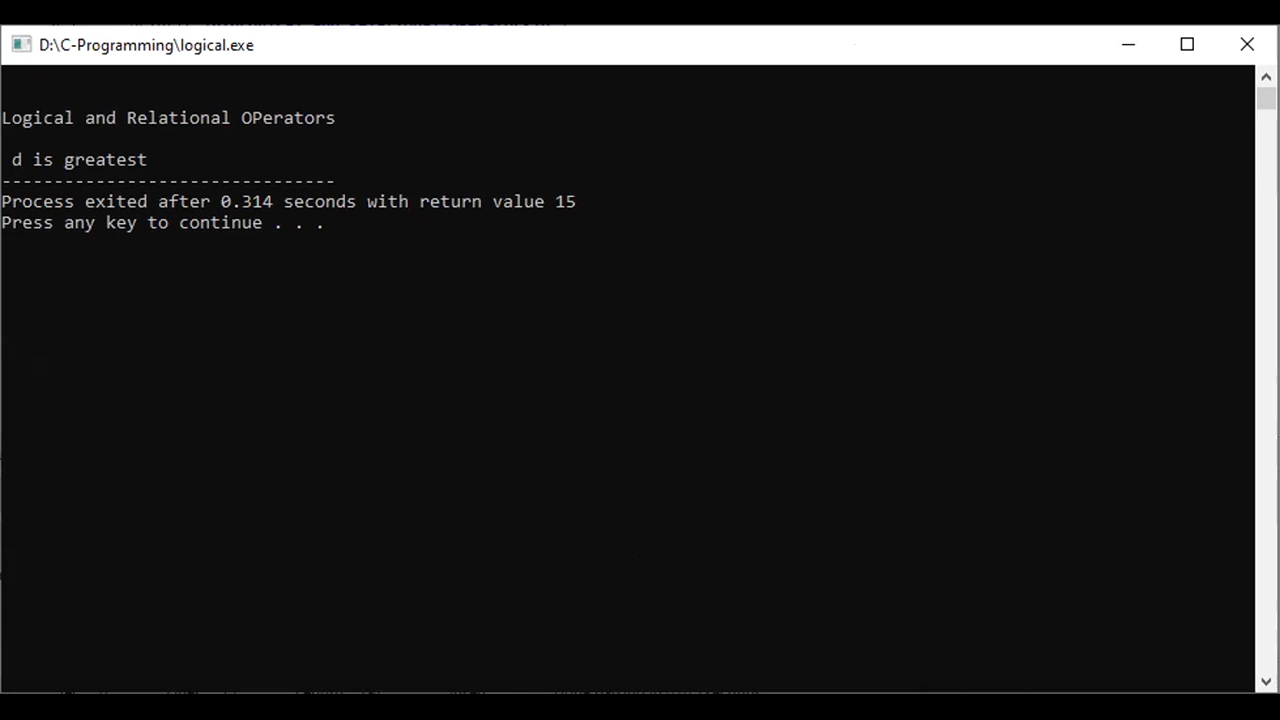 D:\C-Programming\logical.exe
Logical and Relational OPerators
d is greatest
--------------------------------
Process exited after 0.314 seconds with return value 15
Press any key to continue . . .